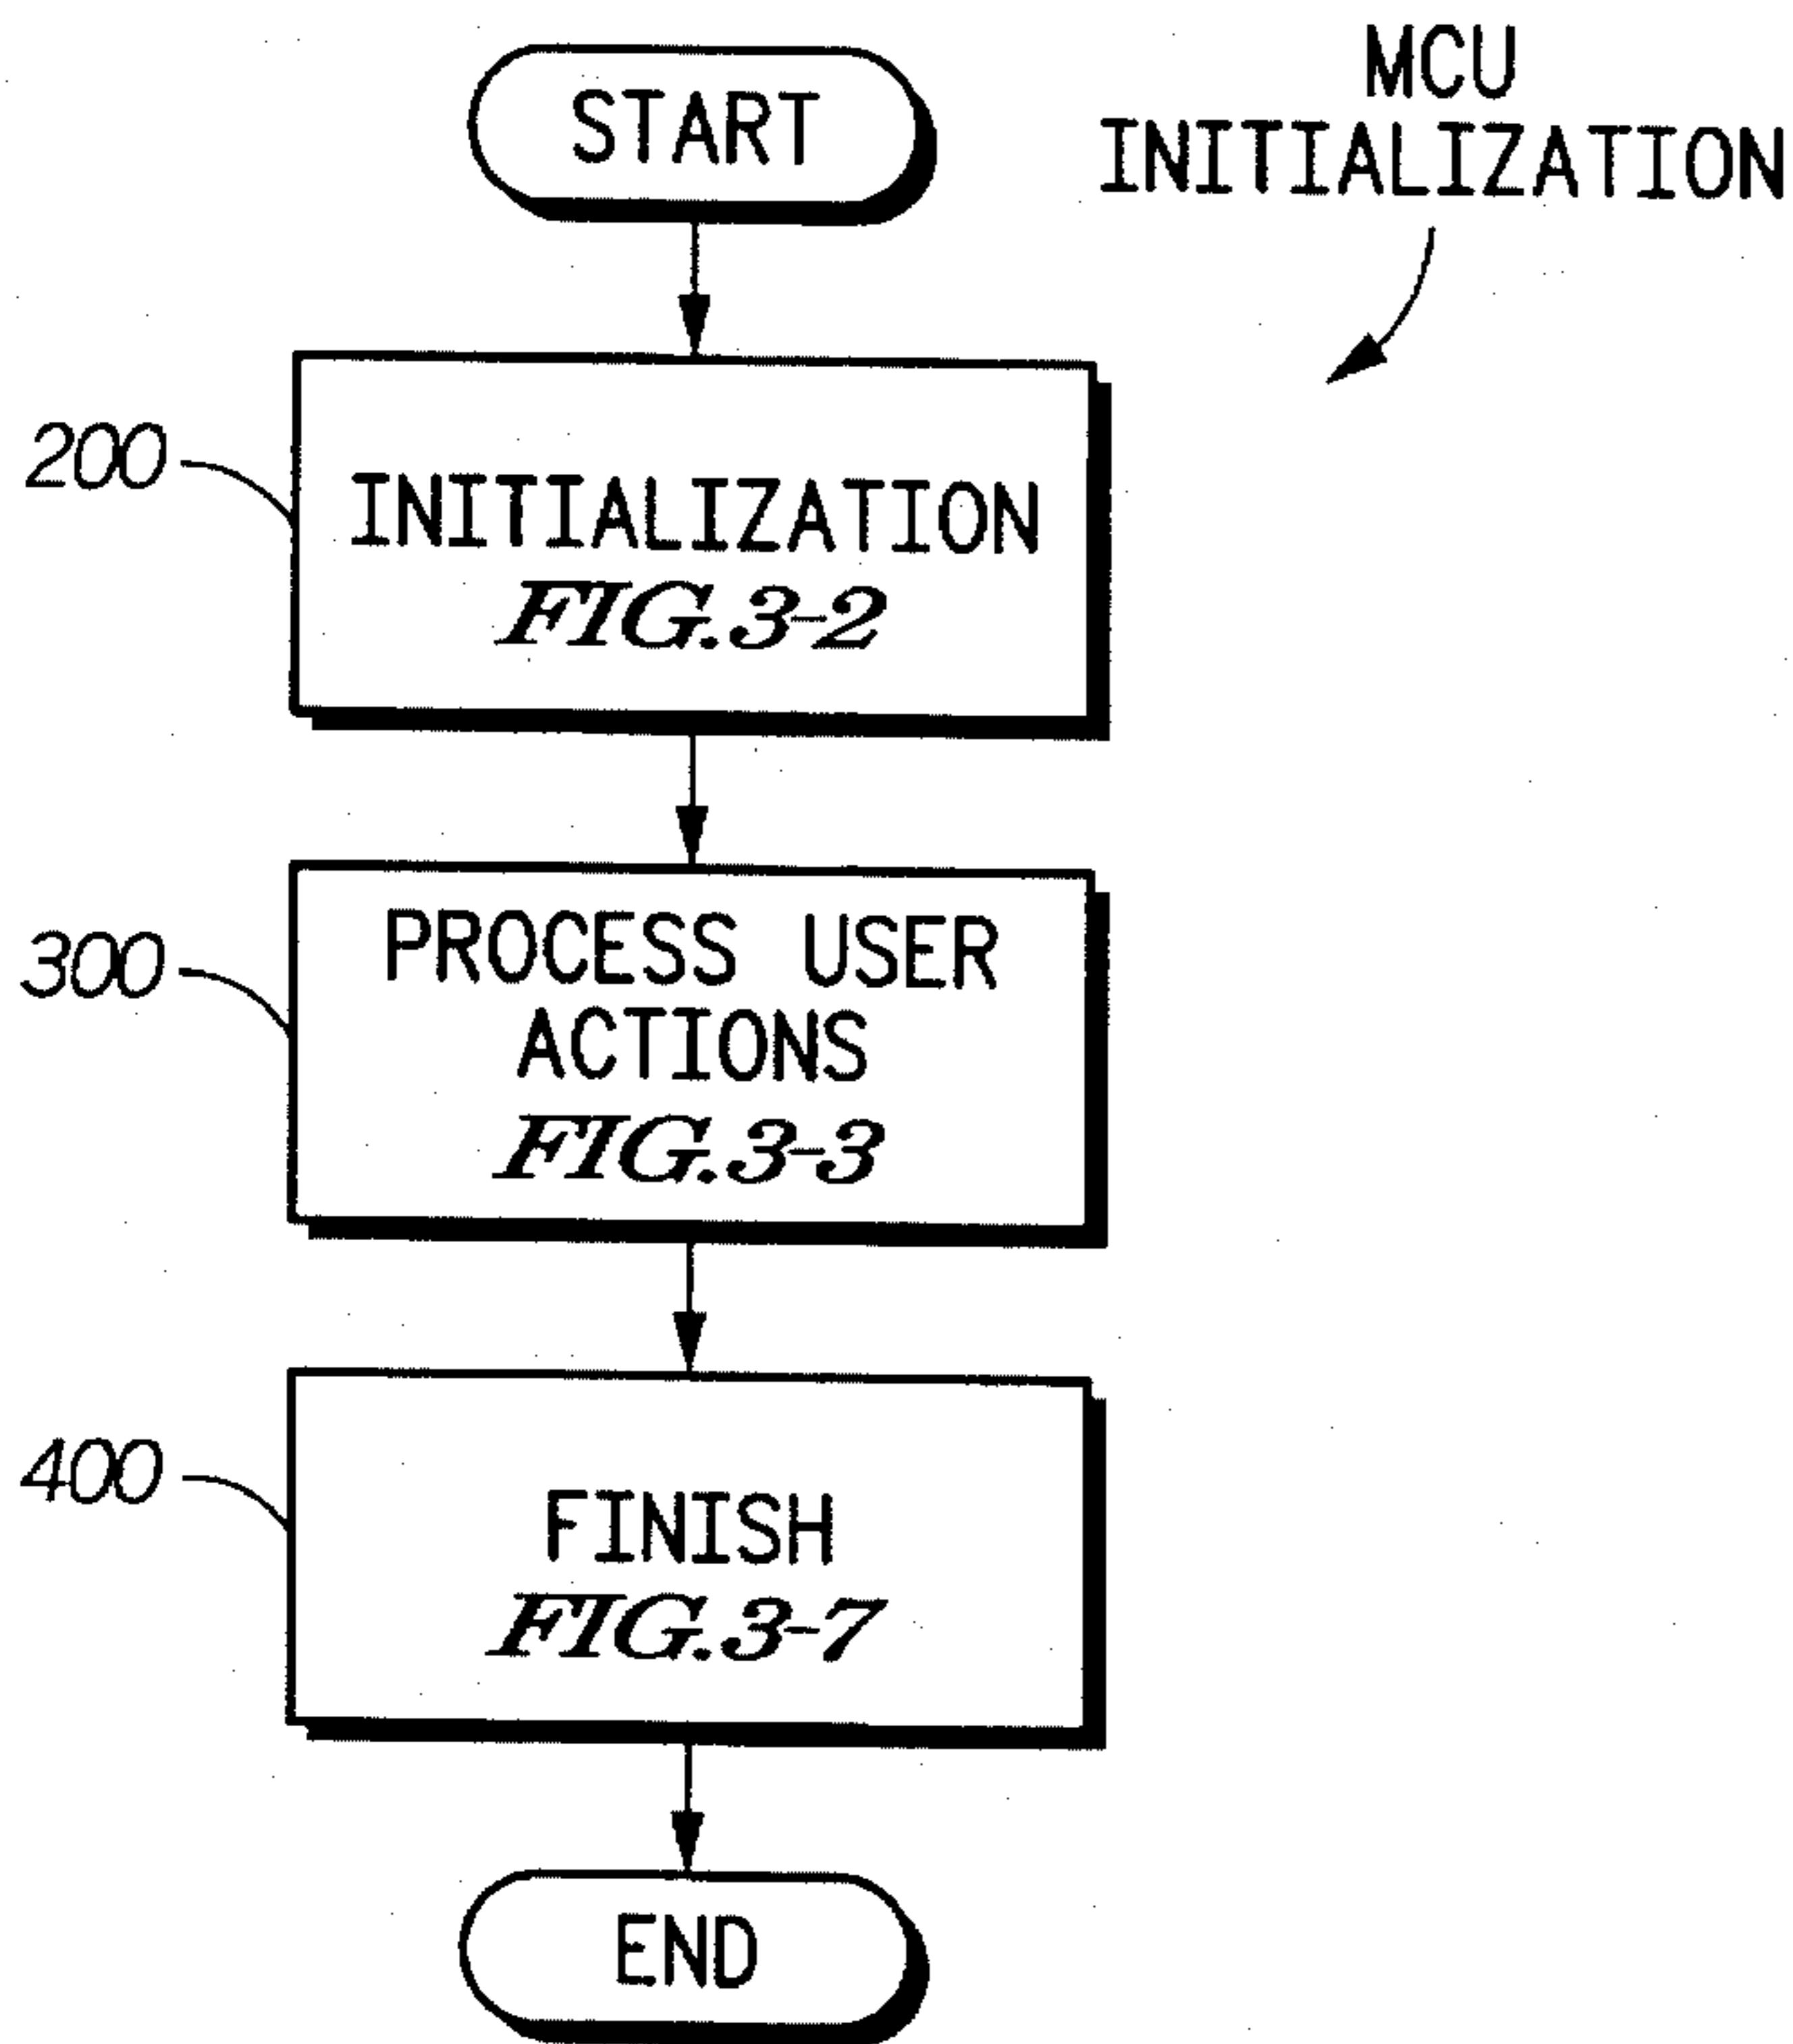 START
MCU
INITIALIZATION
200
INITIALIZATION
FIG.3-2
300
PROCESS USER
ACTIONS
FIG.3-3
400
FINISH
FIG.3-7
END